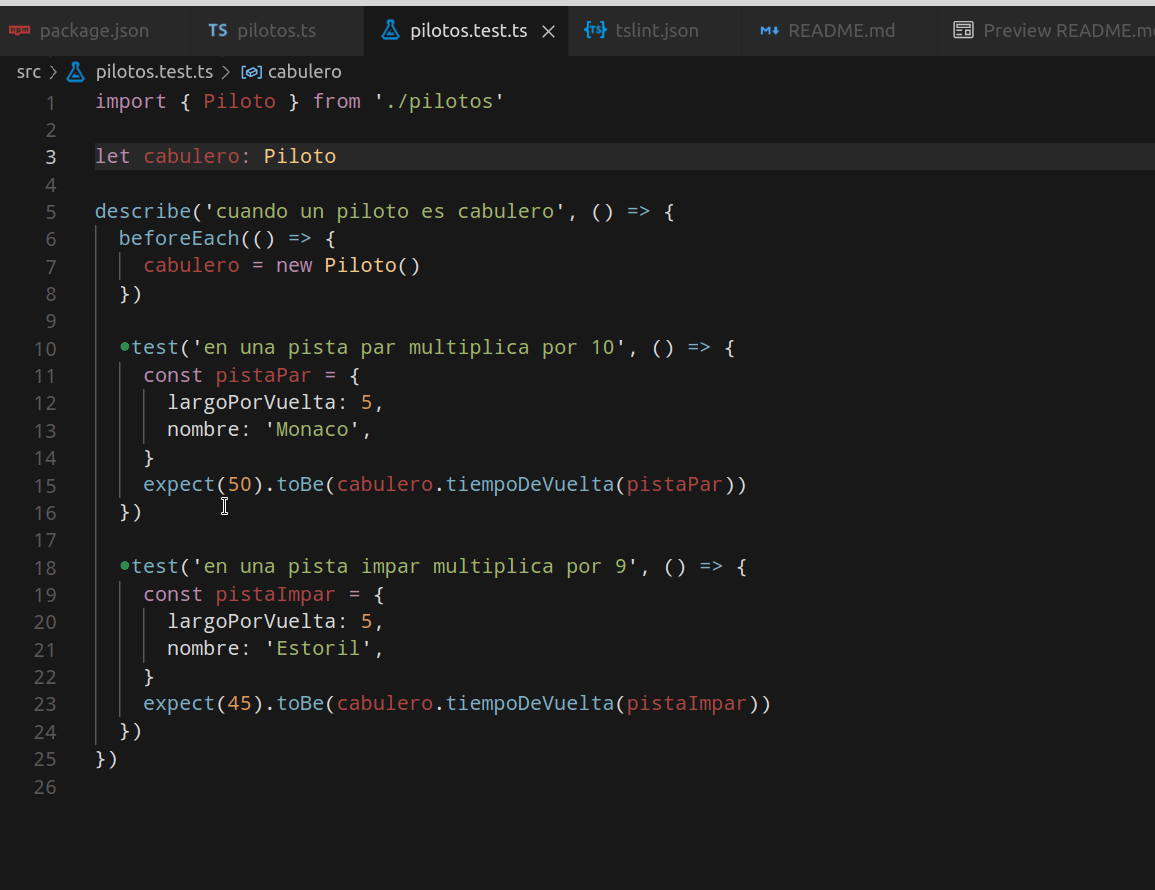 package.json TS pilotos.ts pilotos.test.ts tslint.json README.md Preview README.m
src > pilotos.test.ts > cabulero
1 import { Piloto } from './pilotos'
2
3 let cabulero: Piloto
4
5 describe('cuando un piloto es cabulero', () => {
6 beforeEach(() => {
7 cabulero = new Piloto()
8 })
9
10 test('en una pista par multiplica por 10', () => {
11 const pistaPar = {
12 largoPorVuelta: 5,
13 nombre: 'Monaco',
14 }
15 expect(50).toBe(cabulero.tiempoDeVuelta(pistaPar))
16 })
17
18 test('en una pista impar multiplica por 9', () => {
19 const pistaImpar = {
20 largoPorVuelta: 5,
21 nombre: 'Estoril',
22 }
23 expect(45).toBe(cabulero.tiempoDeVuelta(pistaImpar))
24 })
25 })
26